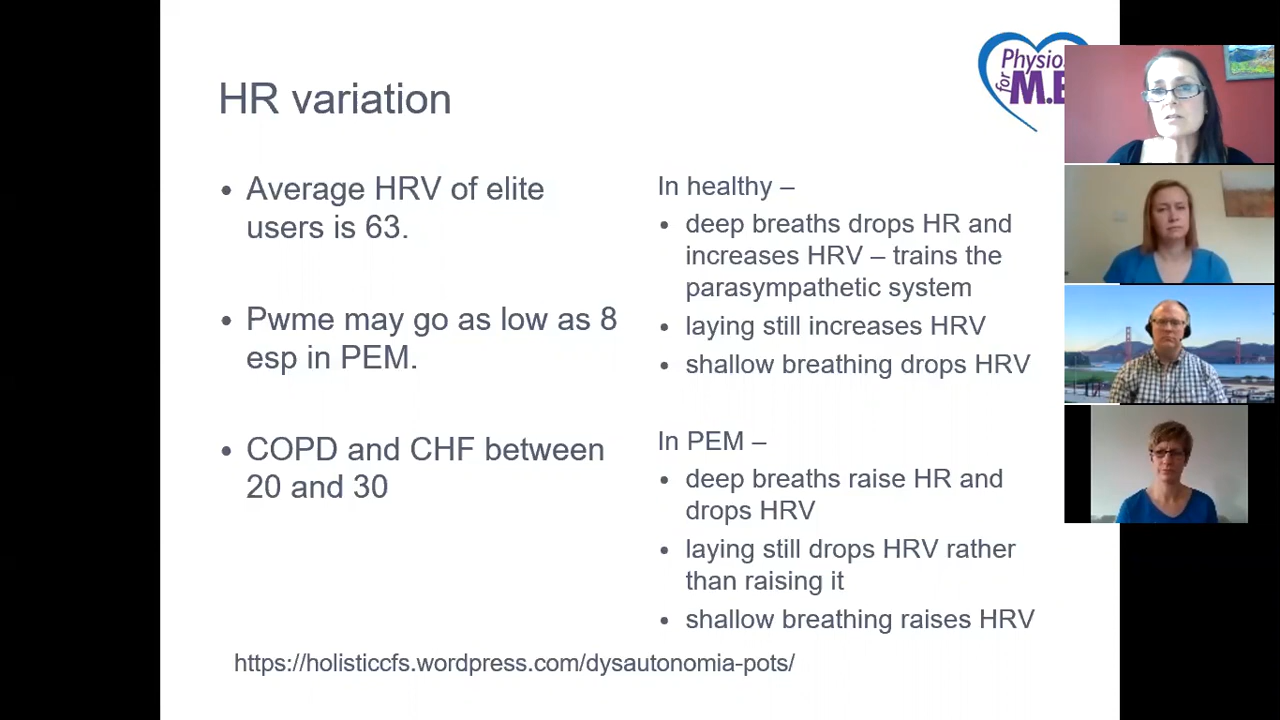 HR variation
Physio
for M.E
• Average HRV of elite
users is 63.
• Pwme may go as low as 8
esp in PEM.
• COPD and CHF between
20 and 30
In healthy –
• deep breaths drops HR and
increases HRV – trains the
parasympathetic system
• laying still increases HRV
• shallow breathing drops HRV
In PEM –
• deep breaths raise HR and
drops HRV
• laying still drops HRV rather
than raising it
• shallow breathing raises HRV
https://holisticcfs.wordpress.com/dysautonomia-pots/